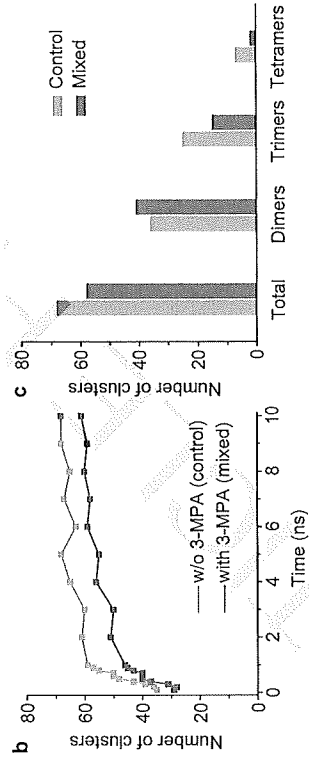 b
Number of clusters
80
60
40
20
0
w/o 3-MPA (control)
with 3-MPA (mixed)
0
2
4
6
8
10
Time (ns)
c
Number of clusters
80
60
40
20
0
Control
Mixed
Total
Dimers
Trimers
Tetramers